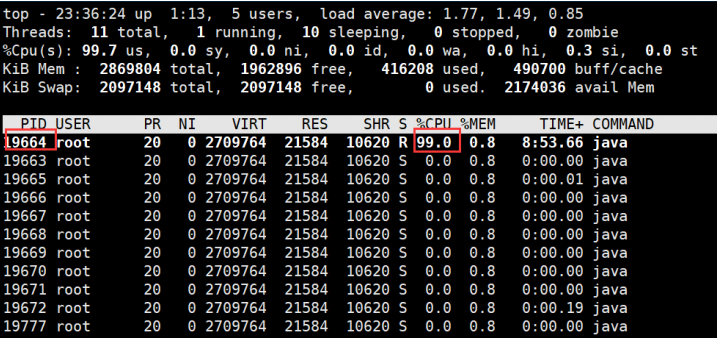 top - 23:36:24 up  1:13,  5 users,  load average: 1.77, 1.49, 0.85
Threads:  11 total,   1 running,  10 sleeping,   0 stopped,   0 zombie
%Cpu(s): 99.7 us,  0.0 sy,  0.0 ni,  0.0 id,  0.0 wa,  0.0 hi,  0.3 si,  0.0 st
KiB Mem :  2869804 total,  1962896 free,   416208 used,   490700 buff/cache
KiB Swap:  2097148 total,  2097148 free,        0 used.  2174036 avail Mem
  PID USER      PR  NI    VIRT    RES    SHR S %CPU %MEM     TIME+ COMMAND
19664 root      20   0 2709764  21584  10620 R 99.0  0.8   8:53.66 java
19663 root      20   0 2709764  21584  10620 S  0.0  0.8   0:00.00 java
19665 root      20   0 2709764  21584  10620 S  0.0  0.8   0:00.01 java
19666 root      20   0 2709764  21584  10620 S  0.0  0.8   0:00.00 java
19667 root      20   0 2709764  21584  10620 S  0.0  0.8   0:00.00 java
19668 root      20   0 2709764  21584  10620 S  0.0  0.8   0:00.00 java
19669 root      20   0 2709764  21584  10620 S  0.0  0.8   0:00.00 java
19670 root      20   0 2709764  21584  10620 S  0.0  0.8   0:00.00 java
19671 root      20   0 2709764  21584  10620 S  0.0  0.8   0:00.00 java
19672 root      20   0 2709764  21584  10620 S  0.0  0.8   0:00.19 java
19777 root      20   0 2709764  21584  10620 S  0.0  0.8   0:00.00 java